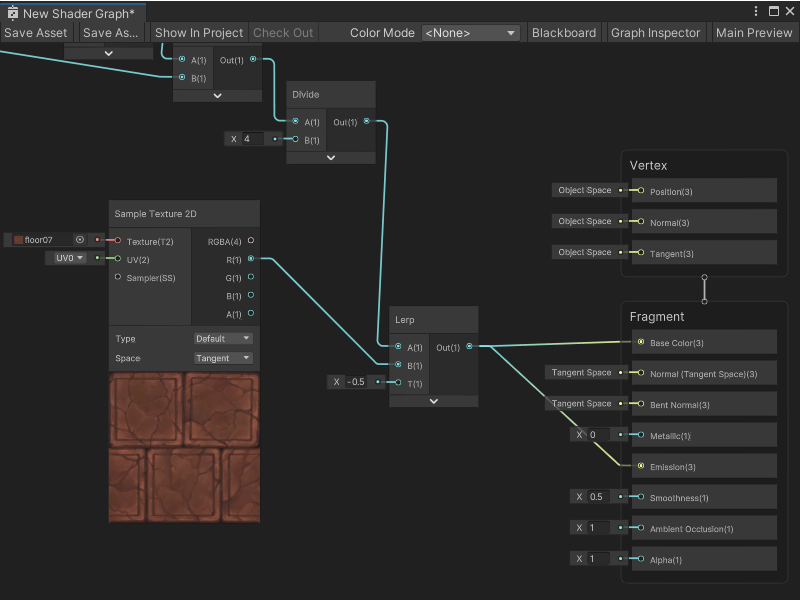 New Shader Graph*
Save Asset Save As... Show In Project Check Out Color Mode <None> Blackboard Graph Inspector Main Preview
A(1) Out(1)
B(1)
Divide
A(1) Out(1)
X 4 B(1)
Sample Texture 2D
floor07 Texture(T2) RGBA(4)
UV0 UV(2) R(1)
Sampler(SS) G(1)
B(1)
A(1)
Type Default
Space Tangent
Lerp
A(1) Out(1)
B(1)
X -0.5 T(1)
Vertex
Object Space Position(3)
Object Space Normal(3)
Object Space Tangent(3)
Fragment
Base Color(3)
Tangent Space Normal (Tangent Space)(3)
Tangent Space Bent Normal(3)
X 0 Metallic(1)
Emission(3)
X 0.5 Smoothness(1)
X 1 Ambient Occlusion(1)
X 1 Alpha(1)